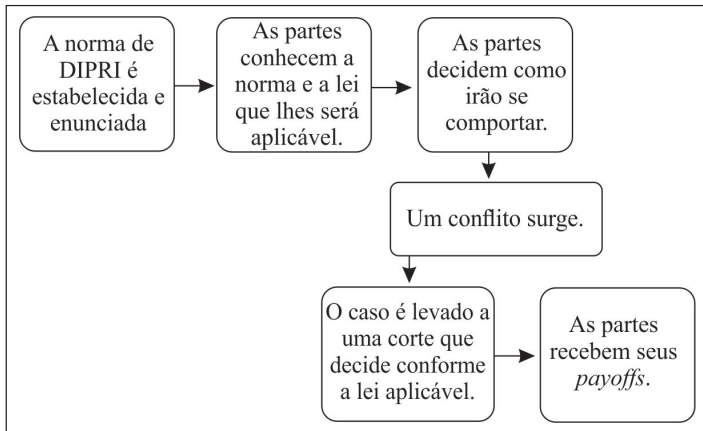 A norma de
DIPRI é
estabelecida e
enunciada
As partes
conhecem a
norma e a lei
que lhes será
aplicável.
As partes
decidem como
irão se
comportar.
Um conflito surge.
O caso é levado a
uma corte que
decide conforme
a lei aplicável.
As partes
recebem seus
payoffs.